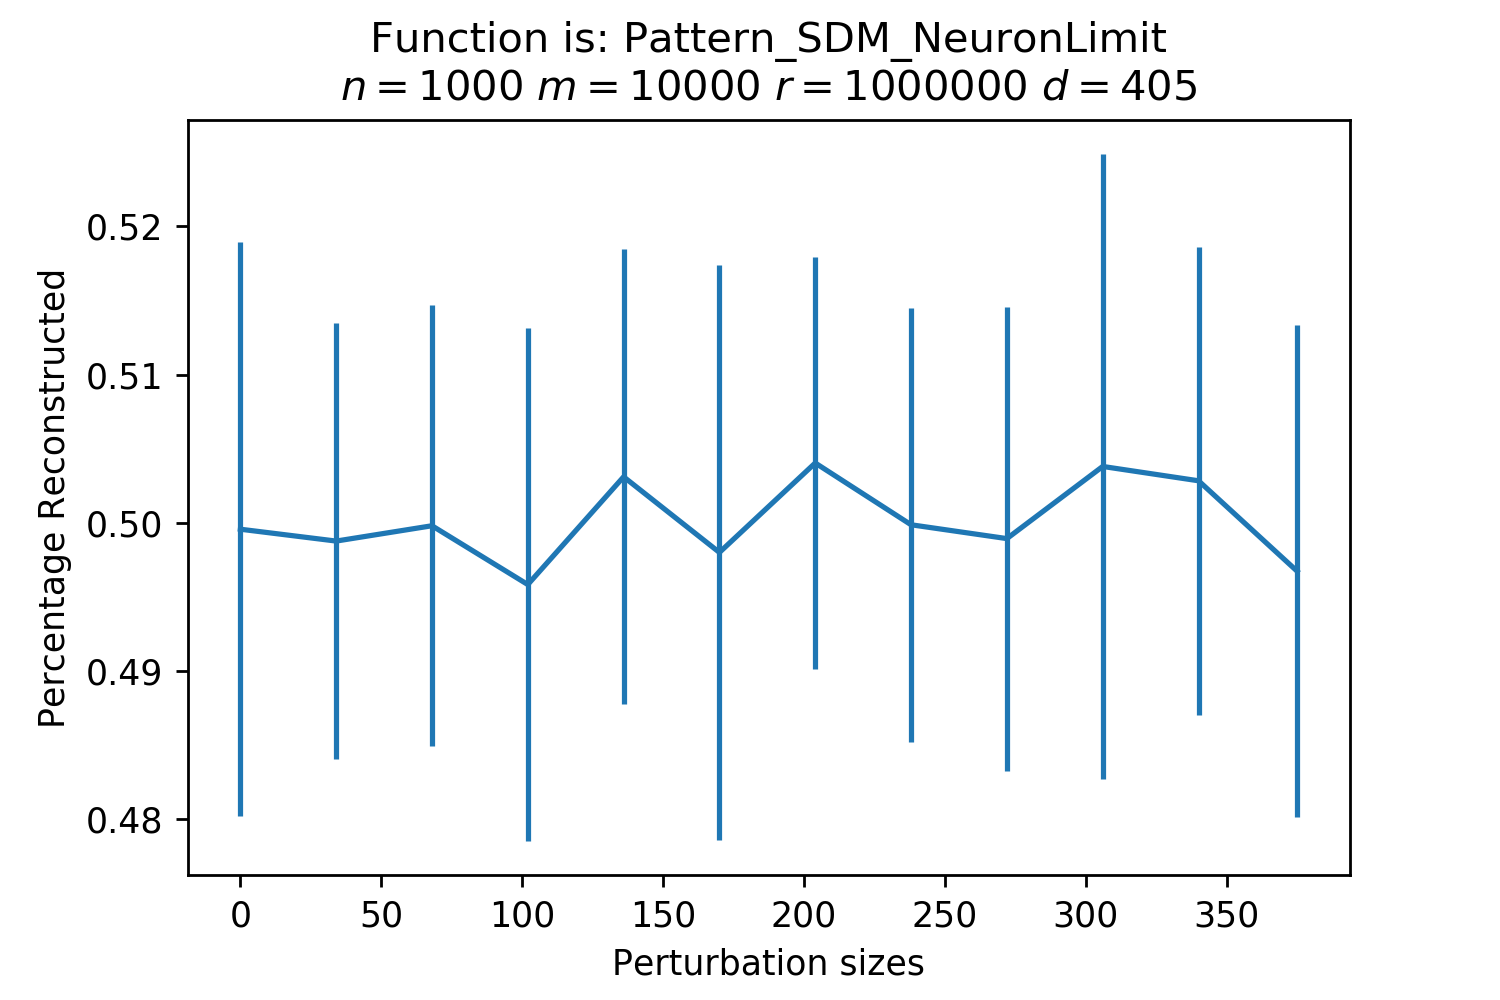 Function is: Pattern_SDM_NeuronLimit
n = 1000 m = 10000 r = 1000000 d = 405
Percentage Reconstructed
0.52
0.51
0.50
0.49
0.48
0 50 100 150 200 250 300 350
Perturbation sizes